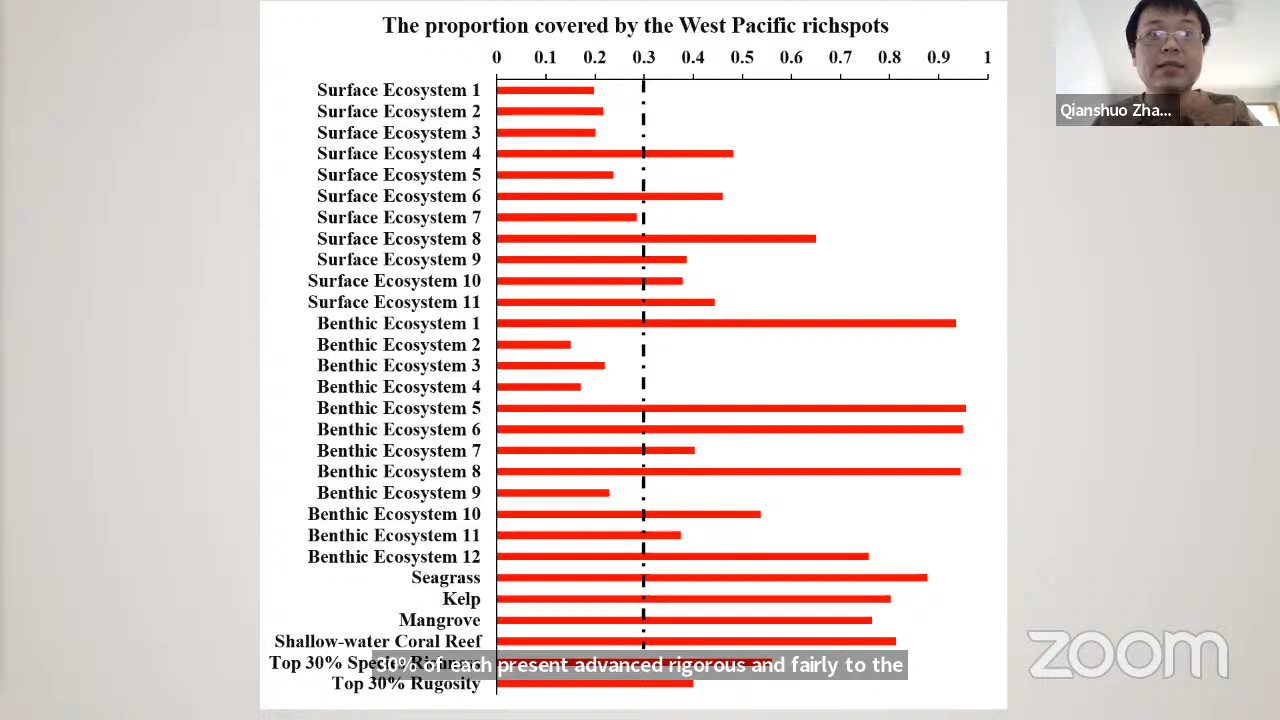 The proportion covered by the West Pacific richspots
0 0.1 0.2 0.3 0.4 0.5 0.6 0.7 0.8 0.9 1
Surface Ecosystem 1
Surface Ecosystem 2
Surface Ecosystem 3
Surface Ecosystem 4
Surface Ecosystem 5
Surface Ecosystem 6
Surface Ecosystem 7
Surface Ecosystem 8
Surface Ecosystem 9
Surface Ecosystem 10
Surface Ecosystem 11
Benthic Ecosystem 1
Benthic Ecosystem 2
Benthic Ecosystem 3
Benthic Ecosystem 4
Benthic Ecosystem 5
Benthic Ecosystem 6
Benthic Ecosystem 7
Benthic Ecosystem 8
Benthic Ecosystem 9
Benthic Ecosystem 10
Benthic Ecosystem 11
Benthic Ecosystem 12
Seagrass
Kelp
Mangrove
Shallow-water Coral Reef
Top 30%
Top 30% Rugosity
30% of each present advanced rigorous and fairly to the
Qianshuo Zha...
zoom